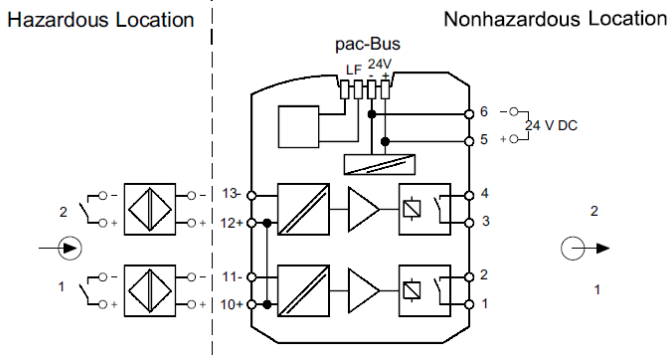 Hazardous Location
Nonhazardous Location
pac-Bus
LF 24V
- +
6 -
5 + 24 V DC
13- 4
2 - -
+ + 12+ 3
2
11- 2
1 - -
+ + 10+ 1
1